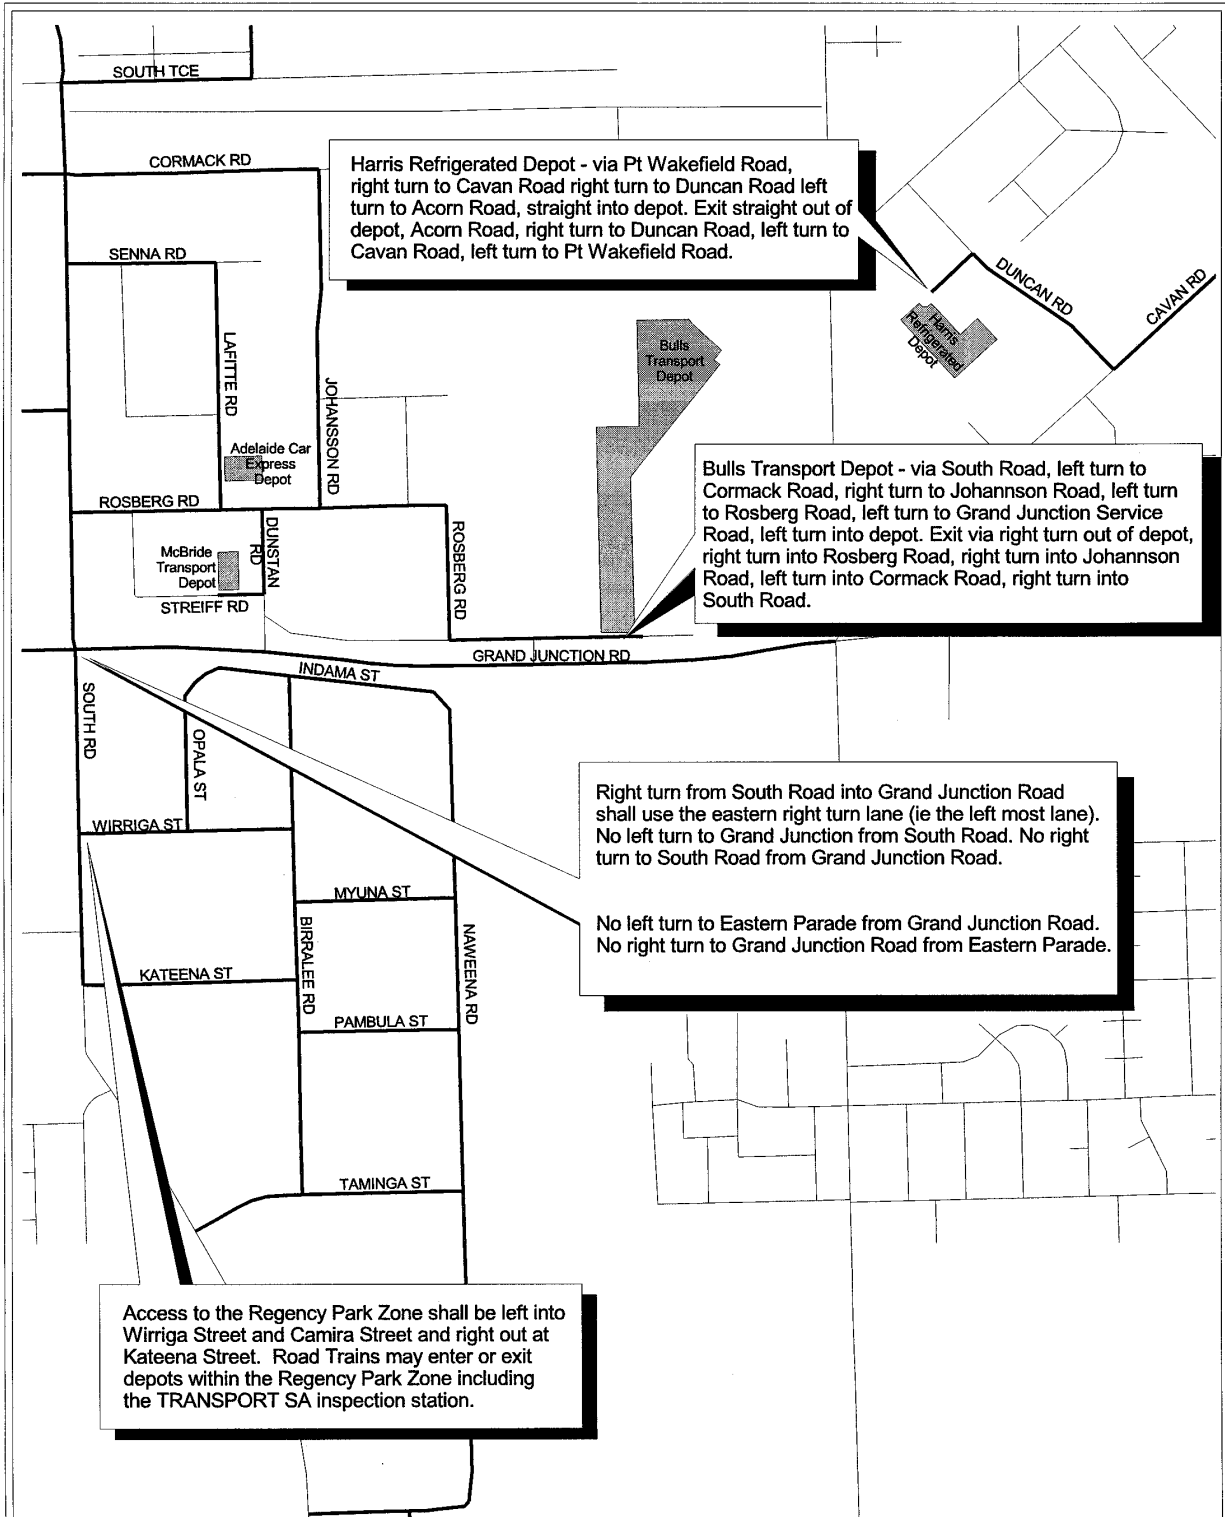 SOUTH TCE
CORMACK RD
Harris Refrigerated Depot - via Pt Wakefield Road,
right turn to Cavan Road right turn to Duncan Road left
turn to Acorn Road, straight into depot. Exit straight out of
depot, Acorn Road, right turn to Duncan Road, left turn to
Cavan Road, left turn to Pt Wakefield Road.
SENNA RD
DUNCAN RD
CAVAN RD
LAFITTE RD
Harris
Refrigerated
Depot
Bulls
Transport
Depot
JOHANSSON RD
Adelaide Car
Express
Depot
Bulls Transport Depot - via South Road, left turn to
Cormack Road, right turn to Johannson Road, left turn
to Rosberg Road, left turn to Grand Junction Service
Road, left turn into depot. Exit via right turn out of depot,
right turn into Rosberg Road, right turn into Johannson
Road, left turn into Cormack Road, right turn into
South Road.
ROSBERG RD
DUNSTAN
RD
ROSBERG RD
McBride
Transport
Depot
STREIFF RD
GRAND JUNCTION RD
INDAMA ST
SOUTH RD
OPALA ST
Right turn from South Road into Grand Junction Road
shall use the eastern right turn lane (ie the left most lane).
No left turn to Grand Junction from South Road. No right
turn to South Road from Grand Junction Road.
No left turn to Eastern Parade from Grand Junction Road.
No right turn to Grand Junction Road from Eastern Parade.
WIRRIGA ST
MYUNA ST
BIRRALEE RD
NAWEENA RD
KATEENA ST
PAMBULA ST
TAMINGA ST
Access to the Regency Park Zone shall be left into
Wirriga Street and Camira Street and right out at
Kateena Street. Road Trains may enter or exit
depots within the Regency Park Zone including
the TRANSPORT SA inspection station.